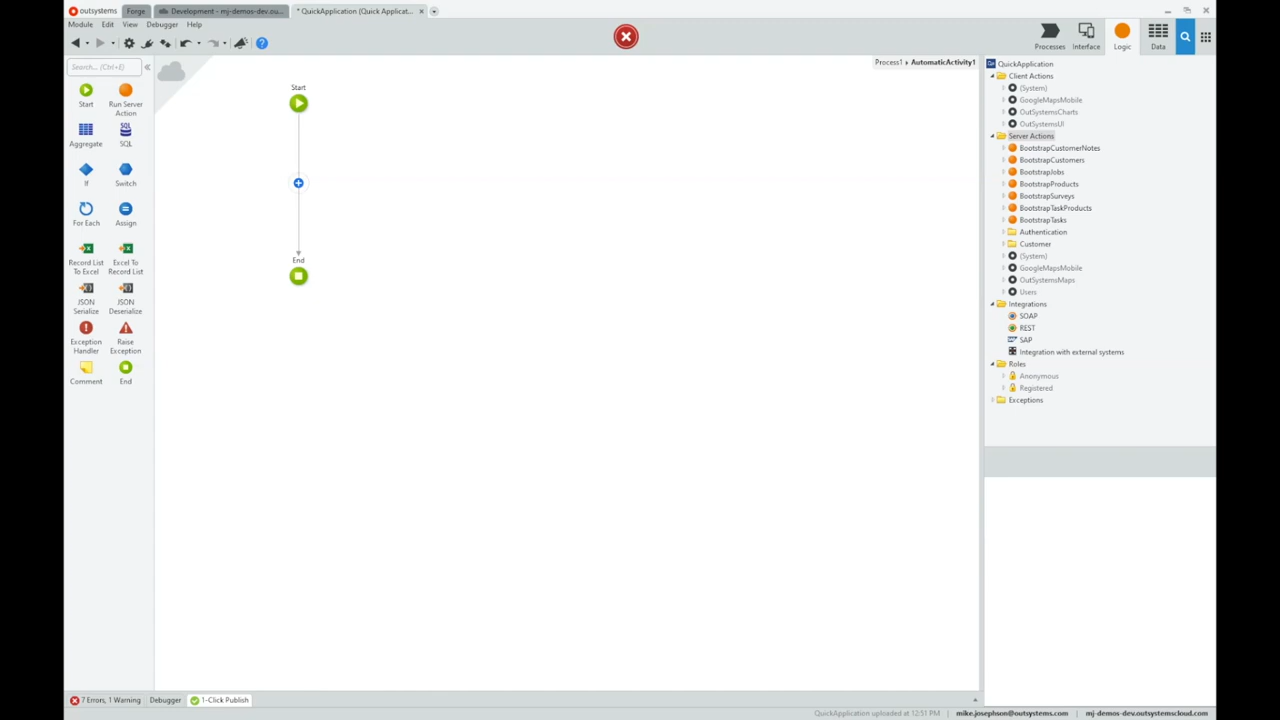 outsystems
Forge
Development - mj-demos-dev.ou...
* QuickApplication (Quick Applicat...
Module
Edit
View
Debugger
Help
Processes
Interface
Logic
Data
Search... (Ctrl+E)
Process1 ▸ AutomaticActivity1
Start
Run Server
Action
Aggregate
SQL
SQL
If
Switch
For Each
Assign
Record List
To Excel
Excel To
Record List
JSON
Serialize
JSON
Deserialize
Exception
Handler
Raise
Exception
Comment
End
Start
End
QuickApplication
Client Actions
(System)
GoogleMapsMobile
OutSystemsCharts
OutSystemsUI
Server Actions
BootstrapCustomerNotes
BootstrapCustomers
BootstrapJobs
BootstrapProducts
BootstrapSurveys
BootstrapTaskProducts
BootstrapTasks
Authentication
Customer
(System)
GoogleMapsMobile
OutSystemsMaps
Users
Integrations
SOAP
REST
SAP
Integration with external systems
Roles
Anonymous
Registered
Exceptions
7 Errors, 1 Warning
Debugger
1-Click Publish
QuickApplication uploaded at 12:51 PM
mike.josephson@outsystems.com
mj-demos-dev.outsystemscloud.com